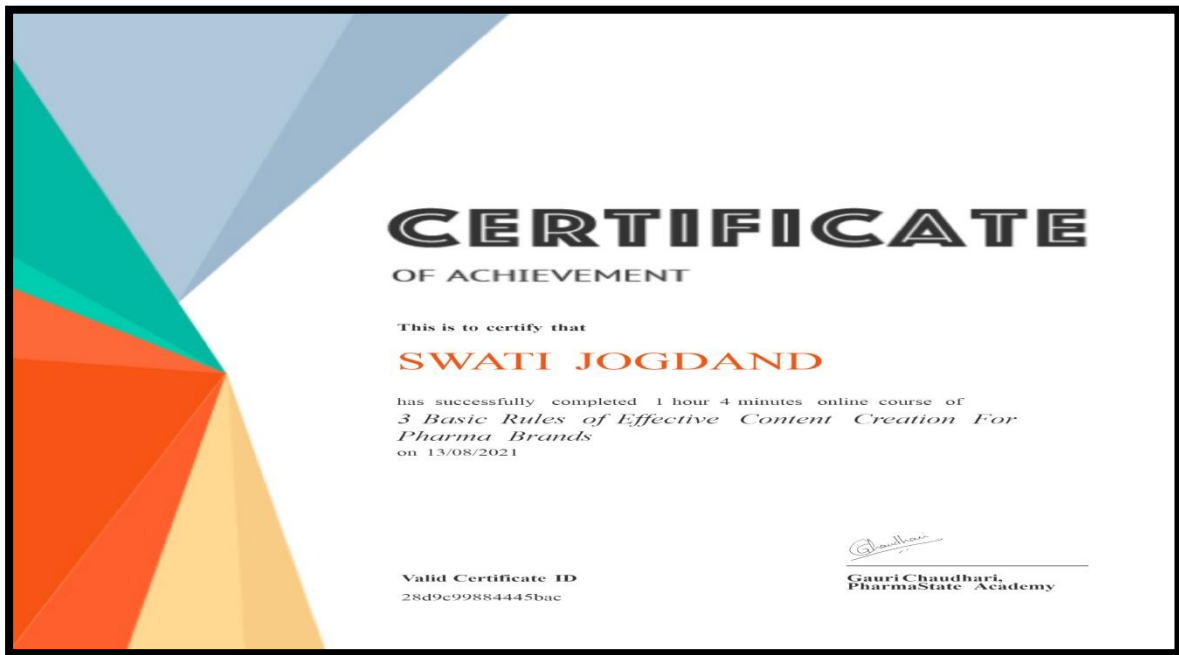 CERTIFICATE
OF ACHIEVEMENT
This is to certify that
SWATI JOGDAND
has successfully completed 1 hour 4 minutes online course of
3 Basic Rules of Effective Content Creation For
Pharma Brands
on 13/08/2021
GChaudhari
Valid Certificate ID
28d9c99884445bac
Gauri Chaudhari,
PharmaState Academy